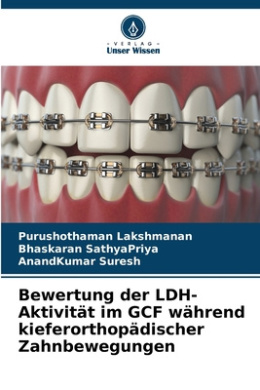 • VERLAG •
Unser Wissen
Purushothaman Lakshmanan
Bhaskaran SathyaPriya
AnandKumar Suresh
Bewertung der LDH-
Aktivität im GCF während
kieferorthopädischer
Zahnbewegungen